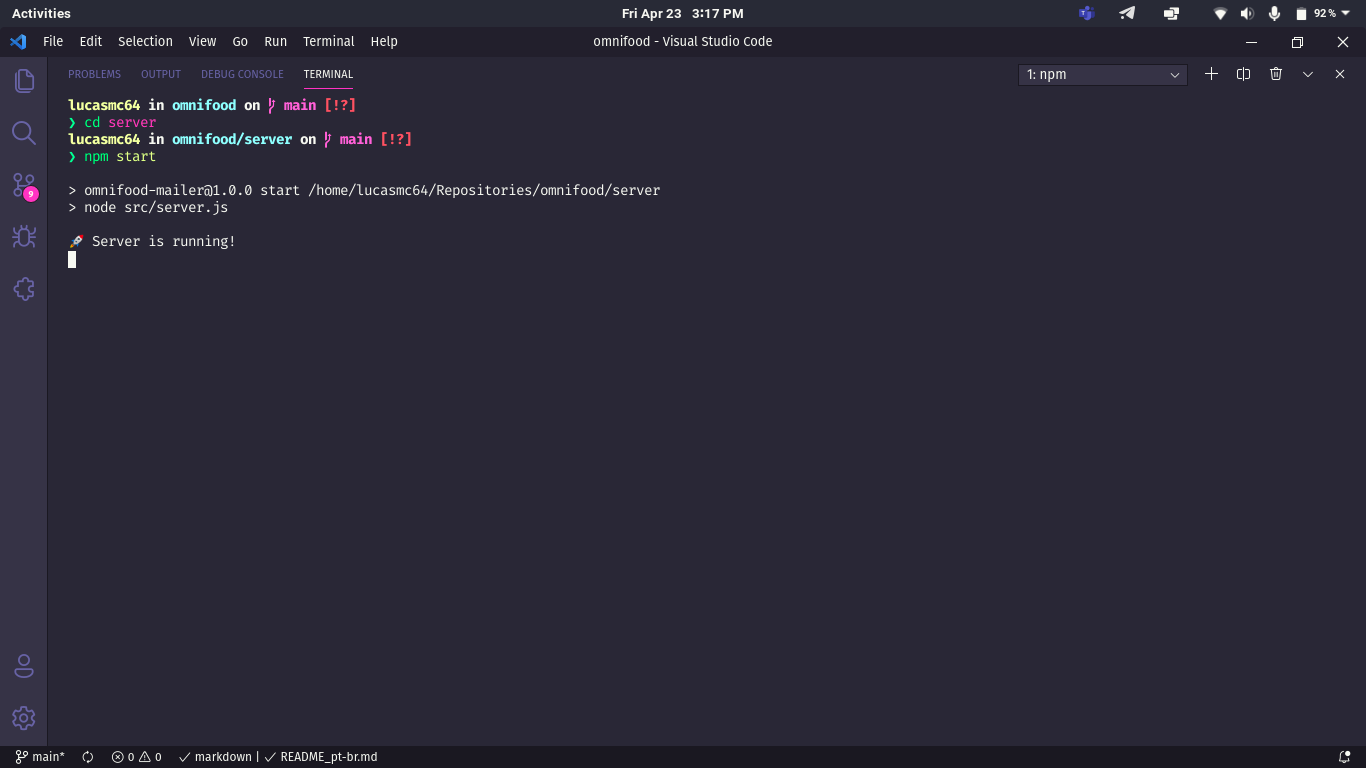 Activities Fri Apr 23 3:17 PM 92%
File Edit Selection View Go Run Terminal Help omnifood - Visual Studio Code
PROBLEMS OUTPUT DEBUG CONSOLE TERMINAL 1: npm
lucasmc64 in omnifood on main [!?]
❯ cd server
lucasmc64 in omnifood/server on main [!?]
❯ npm start
> omnifood-mailer@1.0.0 start /home/lucasmc64/Repositories/omnifood/server
> node src/server.js
🚀 Server is running!
9
main* 0 0 markdown | README_pt-br.md